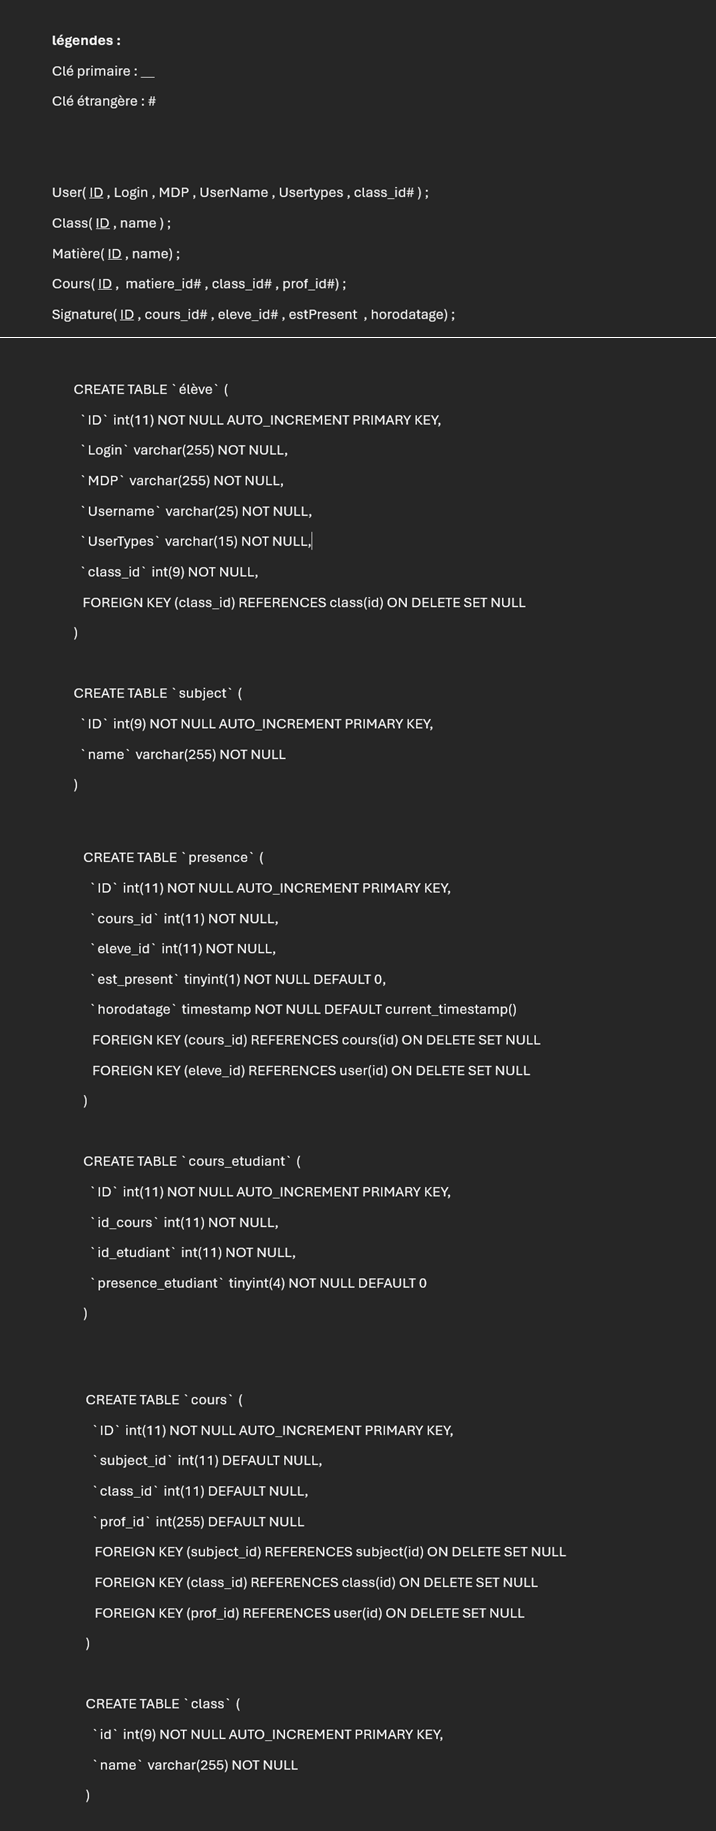 légendes :
Clé primaire : __
Clé étrangère : #
User( ID , Login , MDP , UserName , Usertypes , class_id# ) ;
Class( ID , name ) ;
Matière( ID , name) ;
Cours( ID ,  matiere_id# , class_id# , prof_id#) ;
Signature( ID , cours_id# , eleve_id# , estPresent  , horodatage) ;
CREATE TABLE `élève` (
`ID` int(11) NOT NULL AUTO_INCREMENT PRIMARY KEY,
`Login` varchar(255) NOT NULL,
`MDP` varchar(255) NOT NULL,
`Username` varchar(25) NOT NULL,
`UserTypes` varchar(15) NOT NULL,
`class_id` int(9) NOT NULL,
FOREIGN KEY (class_id) REFERENCES class(id) ON DELETE SET NULL
)
CREATE TABLE `subject` (
`ID` int(9) NOT NULL AUTO_INCREMENT PRIMARY KEY,
`name` varchar(255) NOT NULL
)
CREATE TABLE `presence` (
`ID` int(11) NOT NULL AUTO_INCREMENT PRIMARY KEY,
`cours_id` int(11) NOT NULL,
`eleve_id` int(11) NOT NULL,
`est_present` tinyint(1) NOT NULL DEFAULT 0,
`horodatage` timestamp NOT NULL DEFAULT current_timestamp()
FOREIGN KEY (cours_id) REFERENCES cours(id) ON DELETE SET NULL
FOREIGN KEY (eleve_id) REFERENCES user(id) ON DELETE SET NULL
)
CREATE TABLE `cours_etudiant` (
`ID` int(11) NOT NULL AUTO_INCREMENT PRIMARY KEY,
`id_cours` int(11) NOT NULL,
`id_etudiant` int(11) NOT NULL,
`presence_etudiant` tinyint(4) NOT NULL DEFAULT 0
)
CREATE TABLE `cours` (
`ID` int(11) NOT NULL AUTO_INCREMENT PRIMARY KEY,
`subject_id` int(11) DEFAULT NULL,
`class_id` int(11) DEFAULT NULL,
`prof_id` int(255) DEFAULT NULL
FOREIGN KEY (subject_id) REFERENCES subject(id) ON DELETE SET NULL
FOREIGN KEY (class_id) REFERENCES class(id) ON DELETE SET NULL
FOREIGN KEY (prof_id) REFERENCES user(id) ON DELETE SET NULL
)
CREATE TABLE `class` (
`id` int(9) NOT NULL AUTO_INCREMENT PRIMARY KEY,
`name` varchar(255) NOT NULL
)